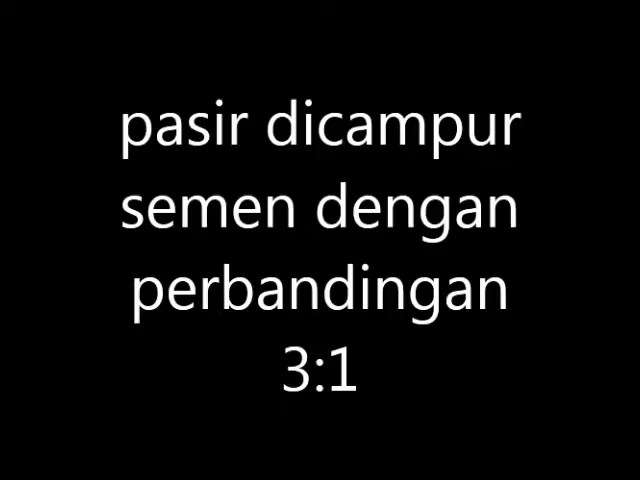 pasir dicampur
semen dengan
perbandingan
3:1